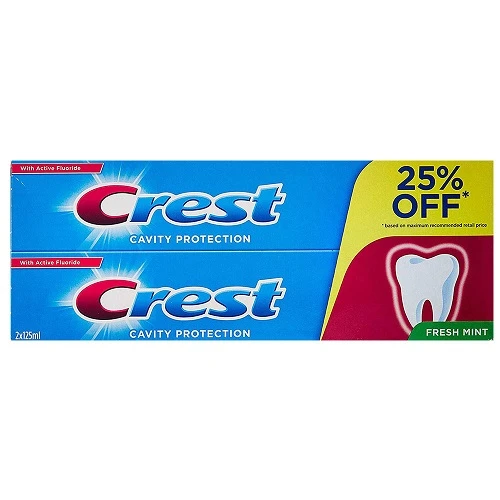 With Active Fluoride
Crest
CAVITY PROTECTION
25%
OFF*
* based on maximum recommended retail price
With Active Fluoride
Crest
CAVITY PROTECTION
2x125ml
FRESH MINT